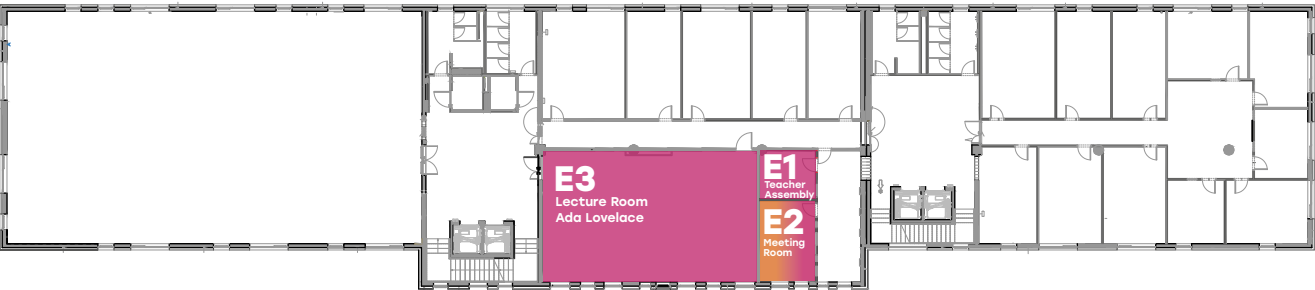 E3
Lecture Room
Ada Lovelace
E1
Teacher
Assembly
E2
Meeting
Room